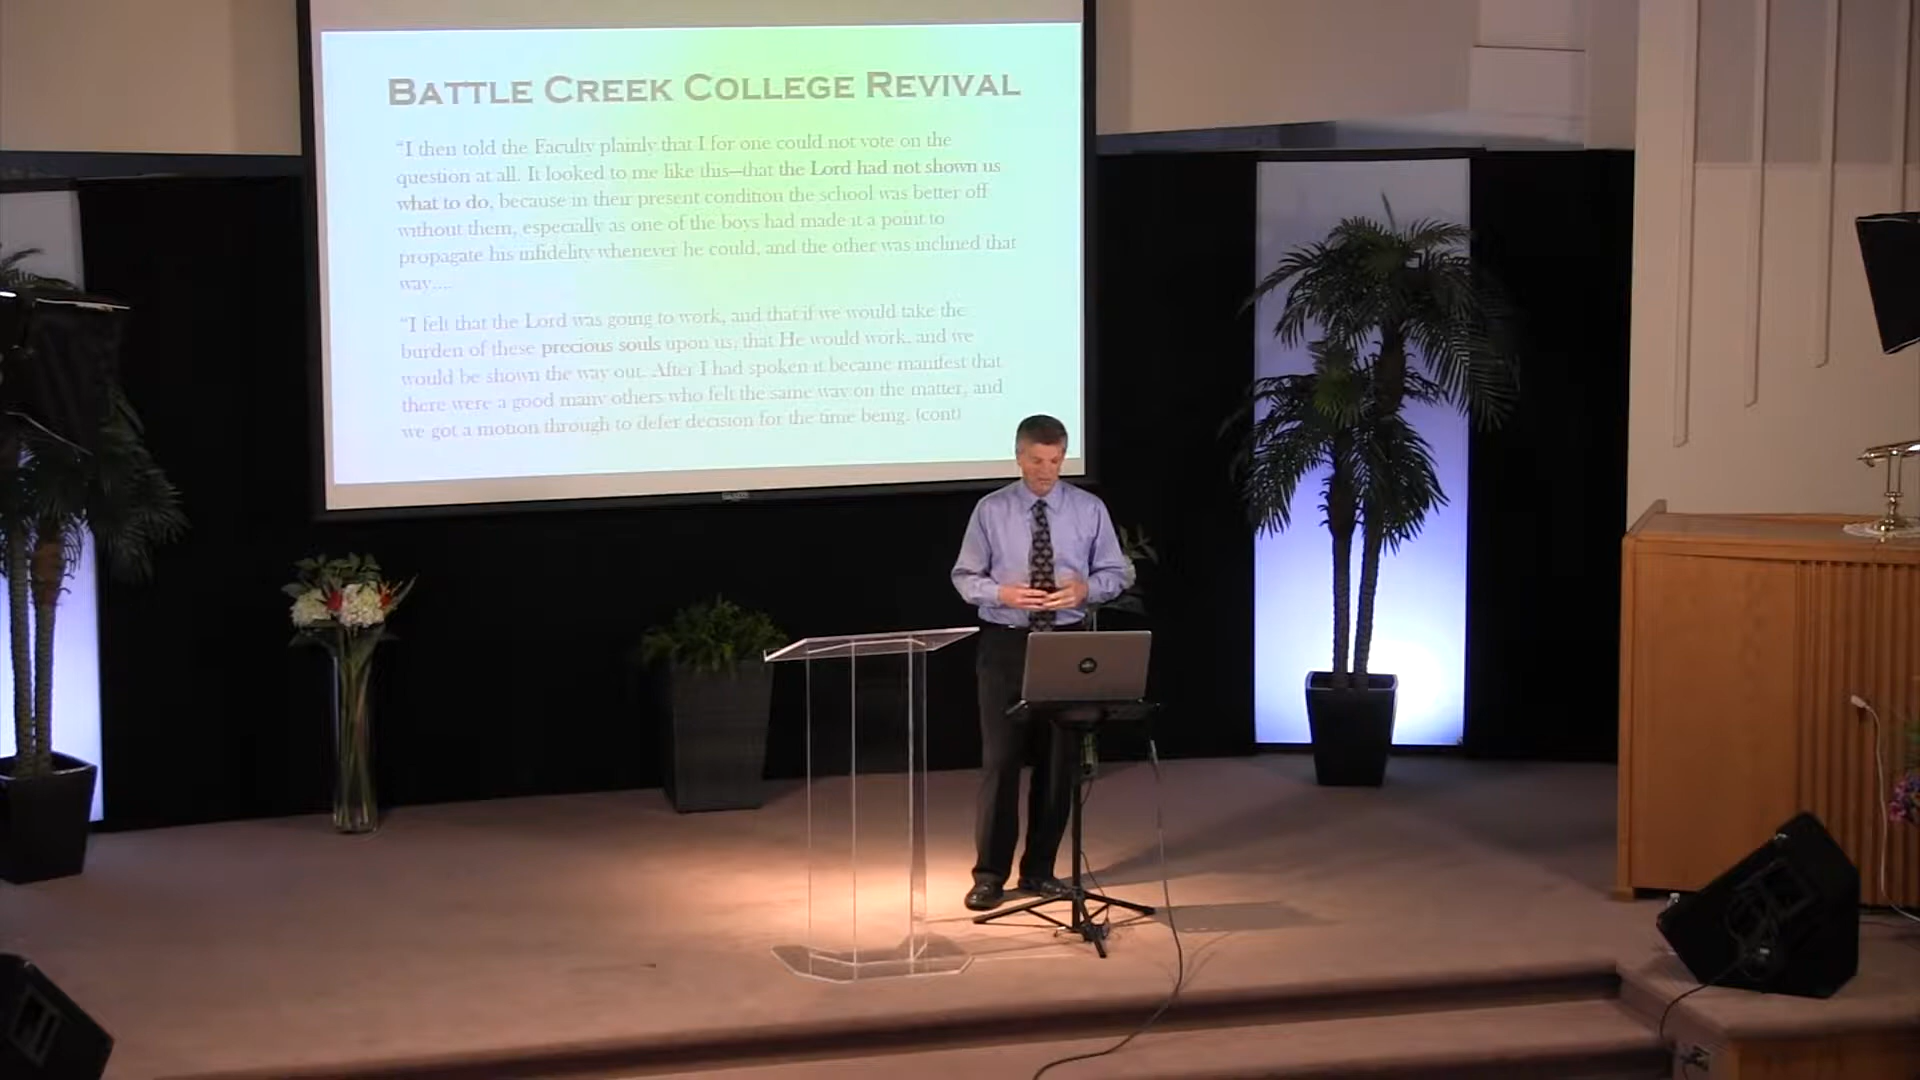 BATTLE CREEK COLLEGE REVIVAL
“I then told the Faculty plainly that I for one could not vote on the
question at all. It looked to me like this—that the Lord had not shown us
what to do, because in their present condition the school was better off
without them, especially as one of the boys had made it a point to
propagate his infidelity whenever he could, and the other was inclined that
way....
“I felt that the Lord was going to work, and that if we would take the
burden of these precious souls upon us, that He would work, and we
would be shown the way out. After I had spoken it became manifest that
there were a good many others who felt the same way on the matter, and
we got a motion through to defer decision for the time being. (cont)